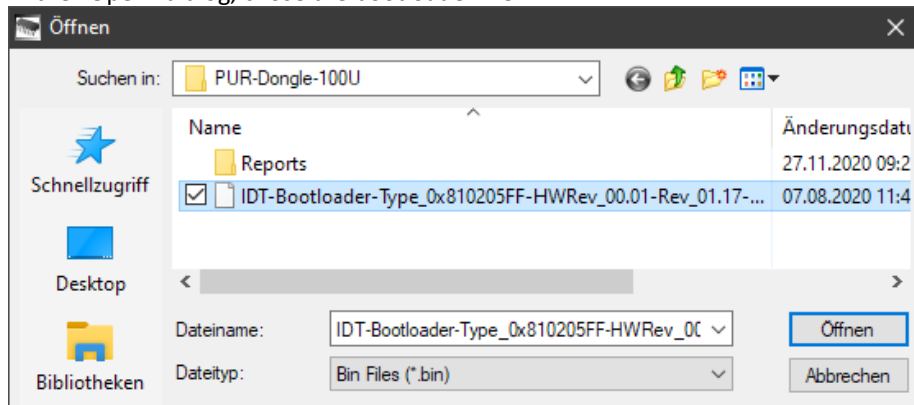 Öffnen
Suchen in: PUR-Dongle-100U
Name Änderungsdatu
Reports 27.11.2020 09:2
IDT-Bootloader-Type_0x810205FF-HWRev_00.01-Rev_01.17-... 07.08.2020 11:4
Schnellzugriff
Desktop
Bibliotheken
Dateiname: IDT-Bootloader-Type_0x810205FF-HWRev_00 Öffnen
Dateityp: Bin Files (*.bin) Abbrechen